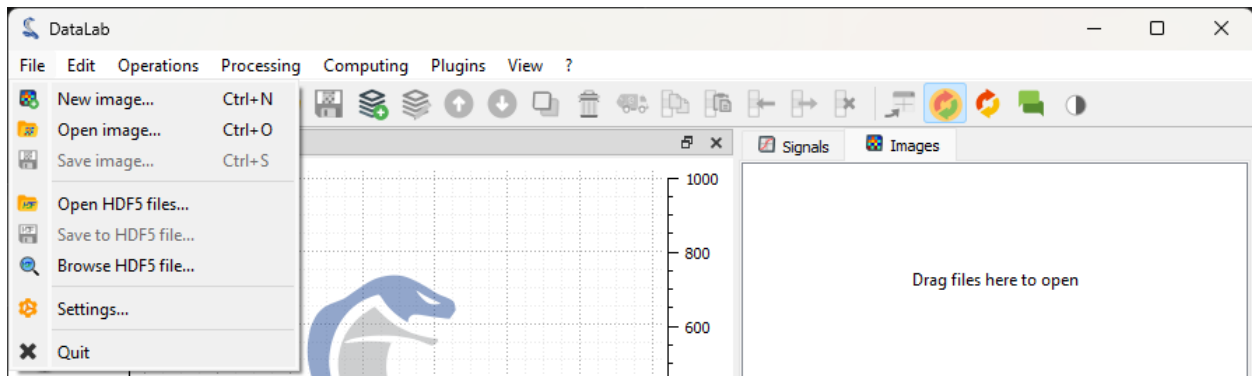 DataLab
File Edit Operations Processing Computing Plugins View ?
New image... Ctrl+N
Open image... Ctrl+O
Save image... Ctrl+S
Open HDF5 files...
Save to HDF5 file...
Browse HDF5 file...
Settings...
Quit
1000
800
600
Signals Images
Drag files here to open